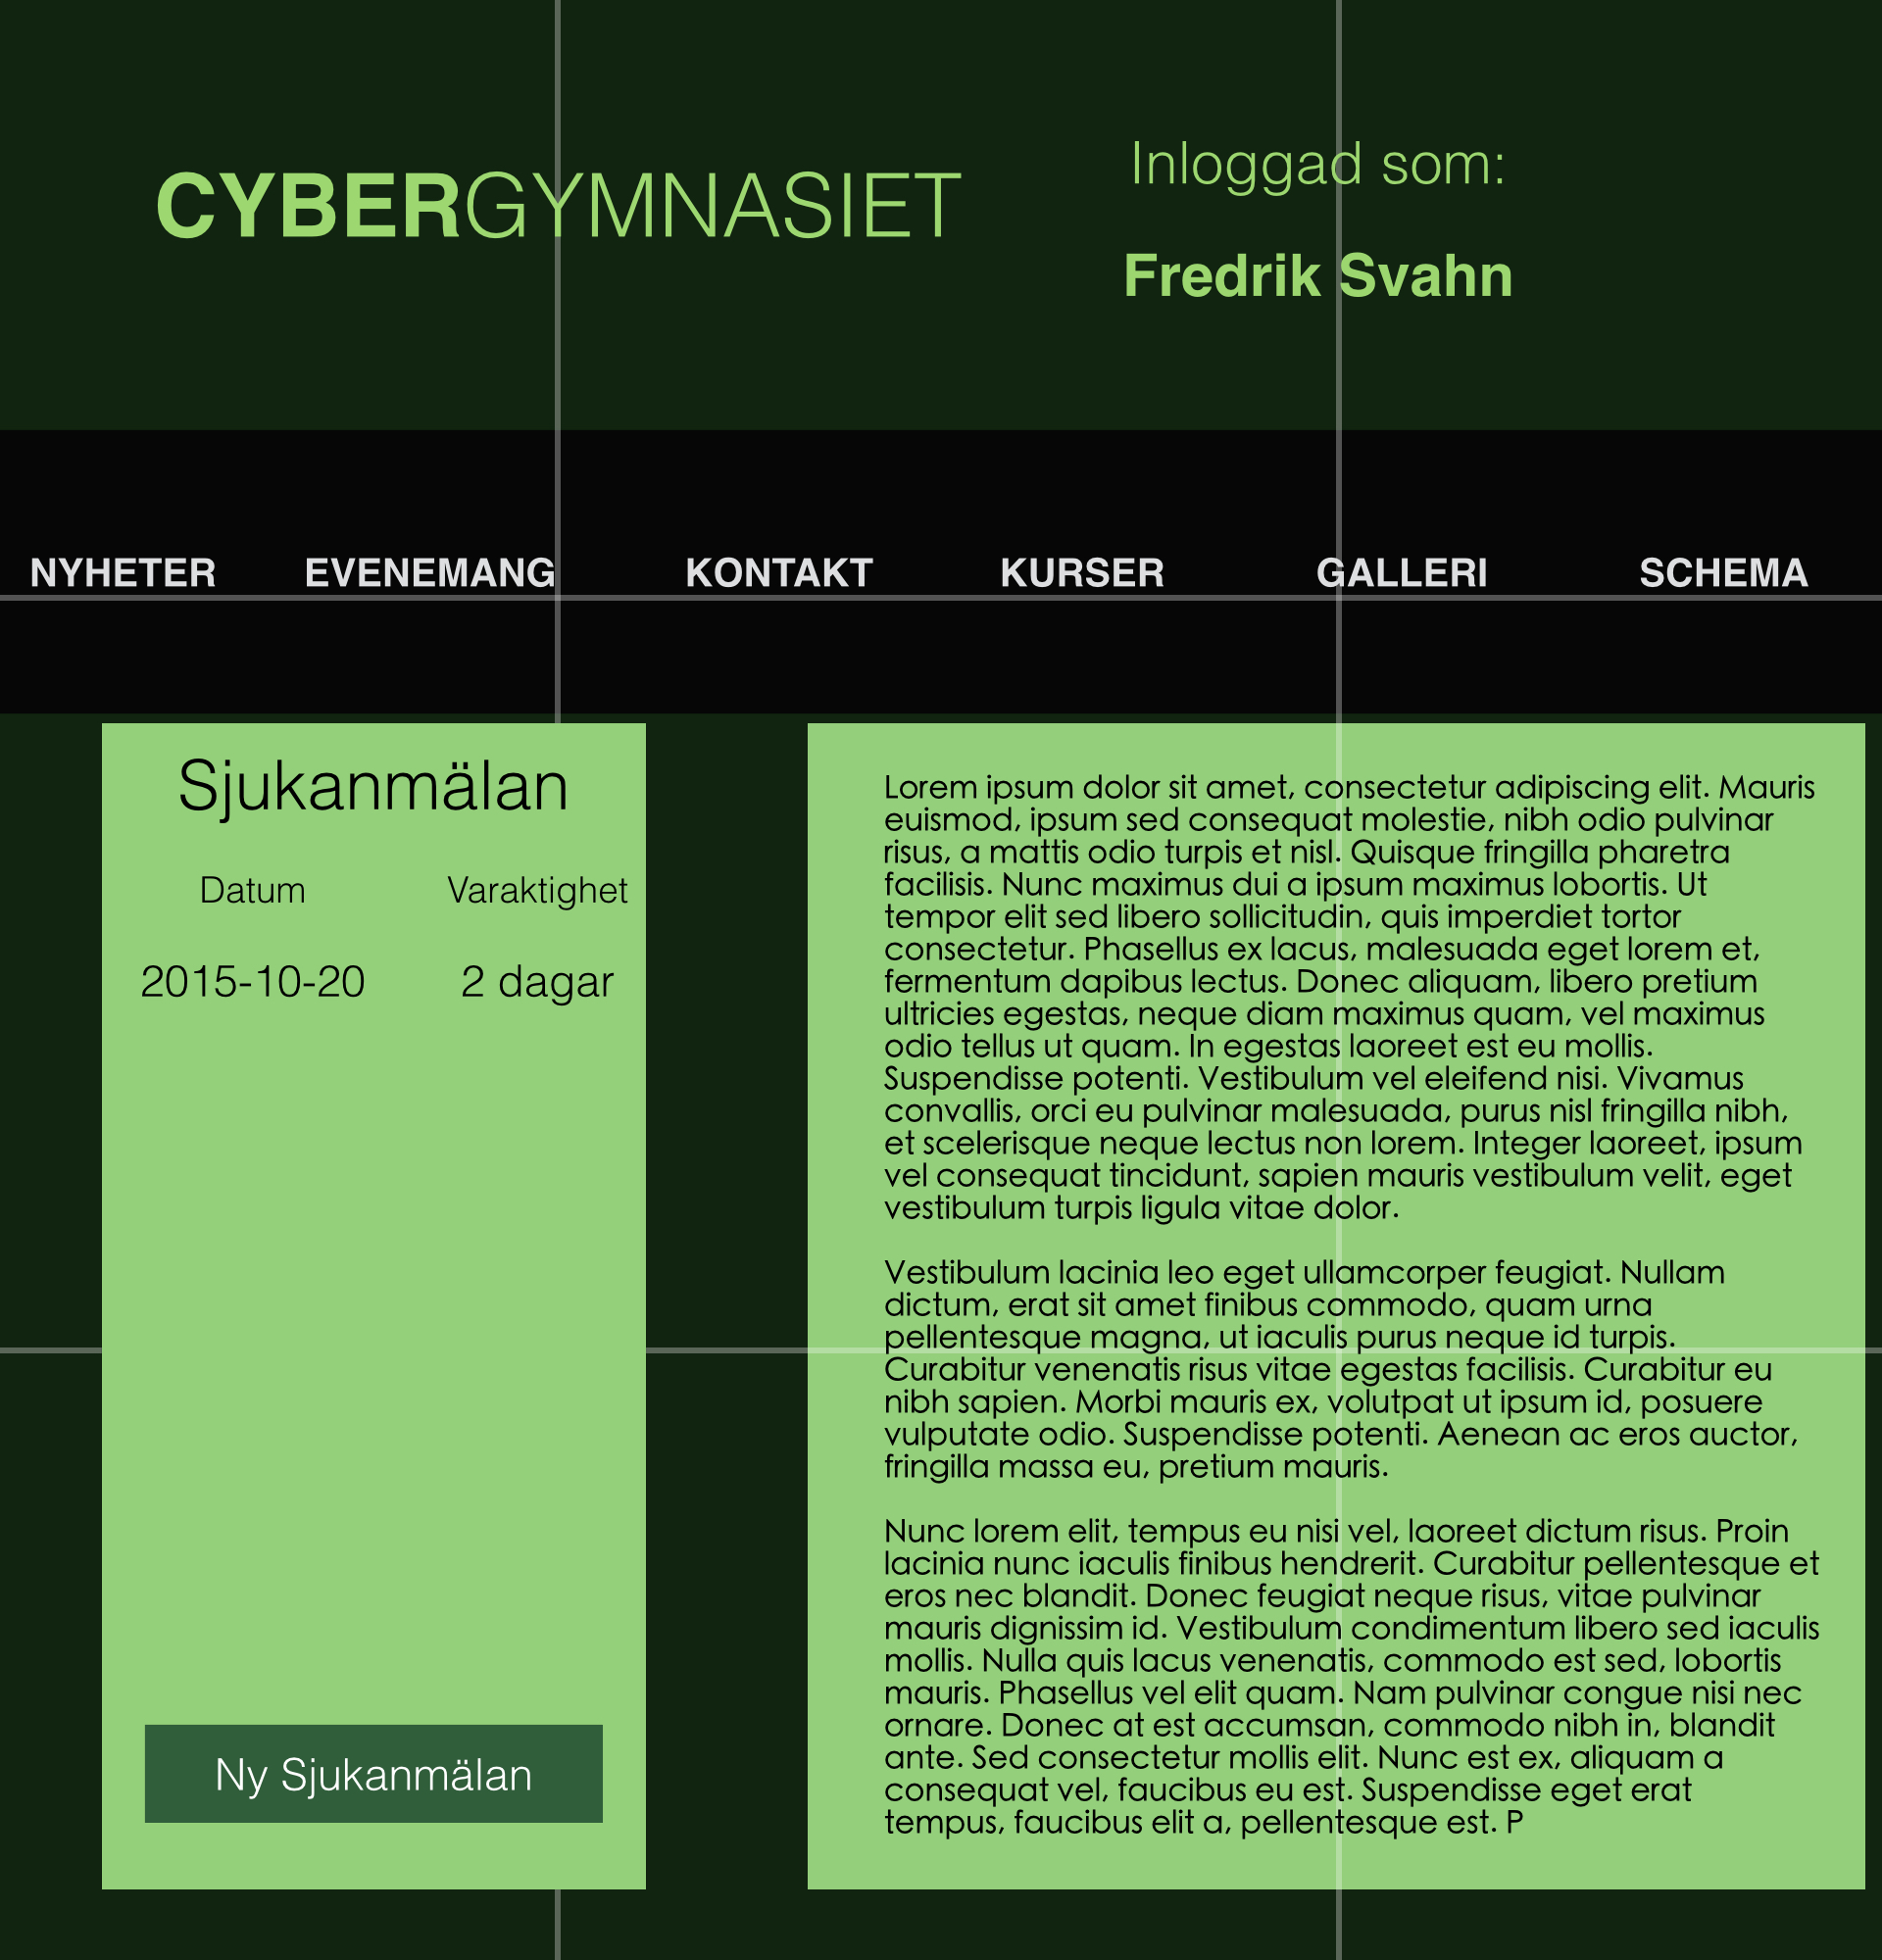 CYBERGYMNASIET
Inloggad som:
Fredrik Svahn
NYHETER EVENEMANG KONTAKT KURSER GALLERI SCHEMA
Sjukanmälan
Datum Varaktighet
2015-10-20 2 dagar
Ny Sjukanmälan
Lorem ipsum dolor sit amet, consectetur adipiscing elit. Mauris
euismod, ipsum sed consequat molestie, nibh odio pulvinar
risus, a mattis odio turpis et nisl. Quisque fringilla pharetra
facilisis. Nunc maximus dui a ipsum maximus lobortis. Ut
tempor elit sed libero sollicitudin, quis imperdiet tortor
consectetur. Phasellus ex lacus, malesuada eget lorem et,
fermentum dapibus lectus. Donec aliquam, libero pretium
ultricies egestas, neque diam maximus quam, vel maximus
odio tellus ut quam. In egestas laoreet est eu mollis.
Suspendisse potenti. Vestibulum vel eleifend nisi. Vivamus
convallis, orci eu pulvinar malesuada, purus nisl fringilla nibh,
et scelerisque neque lectus non lorem. Integer laoreet, ipsum
vel consequat tincidunt, sapien mauris vestibulum velit, eget
vestibulum turpis ligula vitae dolor.
Vestibulum lacinia leo eget ullamcorper feugiat. Nullam
dictum, erat sit amet finibus commodo, quam urna
pellentesque magna, ut iaculis purus neque id turpis.
Curabitur venenatis risus vitae egestas facilisis. Curabitur eu
nibh sapien. Morbi mauris ex, volutpat ut ipsum id, posuere
vulputate odio. Suspendisse potenti. Aenean ac eros auctor,
fringilla massa eu, pretium mauris.
Nunc lorem elit, tempus eu nisi vel, laoreet dictum risus. Proin
lacinia nunc iaculis finibus hendrerit. Curabitur pellentesque et
eros nec blandit. Donec feugiat neque risus, vitae pulvinar
mauris dignissim id. Vestibulum condimentum libero sed iaculis
mollis. Nulla quis lacus venenatis, commodo est sed, lobortis
mauris. Phasellus vel elit quam. Nam pulvinar congue nisi nec
ornare. Donec at est accumsan, commodo nibh in, blandit
ante. Sed consectetur mollis elit. Nunc est ex, aliquam a
consequat vel, faucibus eu est. Suspendisse eget erat
tempus, faucibus elit a, pellentesque est. P